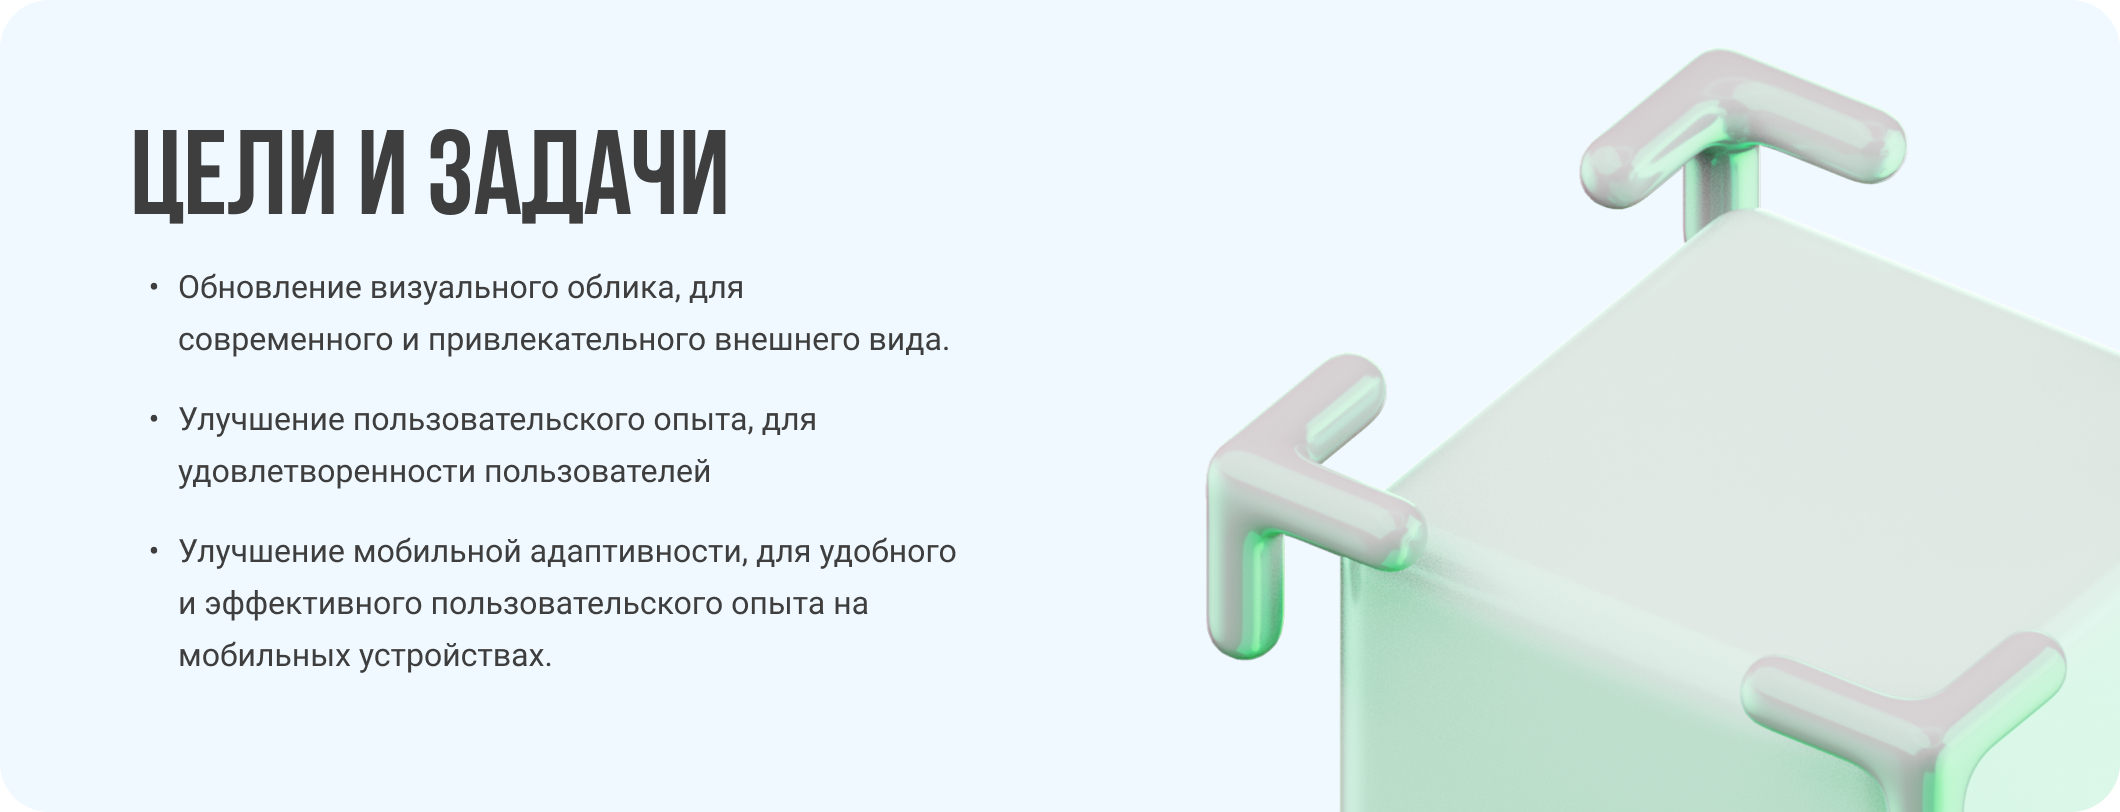 ЦЕЛИ И ЗАДАЧИ
• Обновление визуального облика, для
современного и привлекательного внешнего вида.
• Улучшение пользовательского опыта, для
удовлетворенности пользователей
• Улучшение мобильной адаптивности, для удобного
и эффективного пользовательского опыта на
мобильных устройствах.